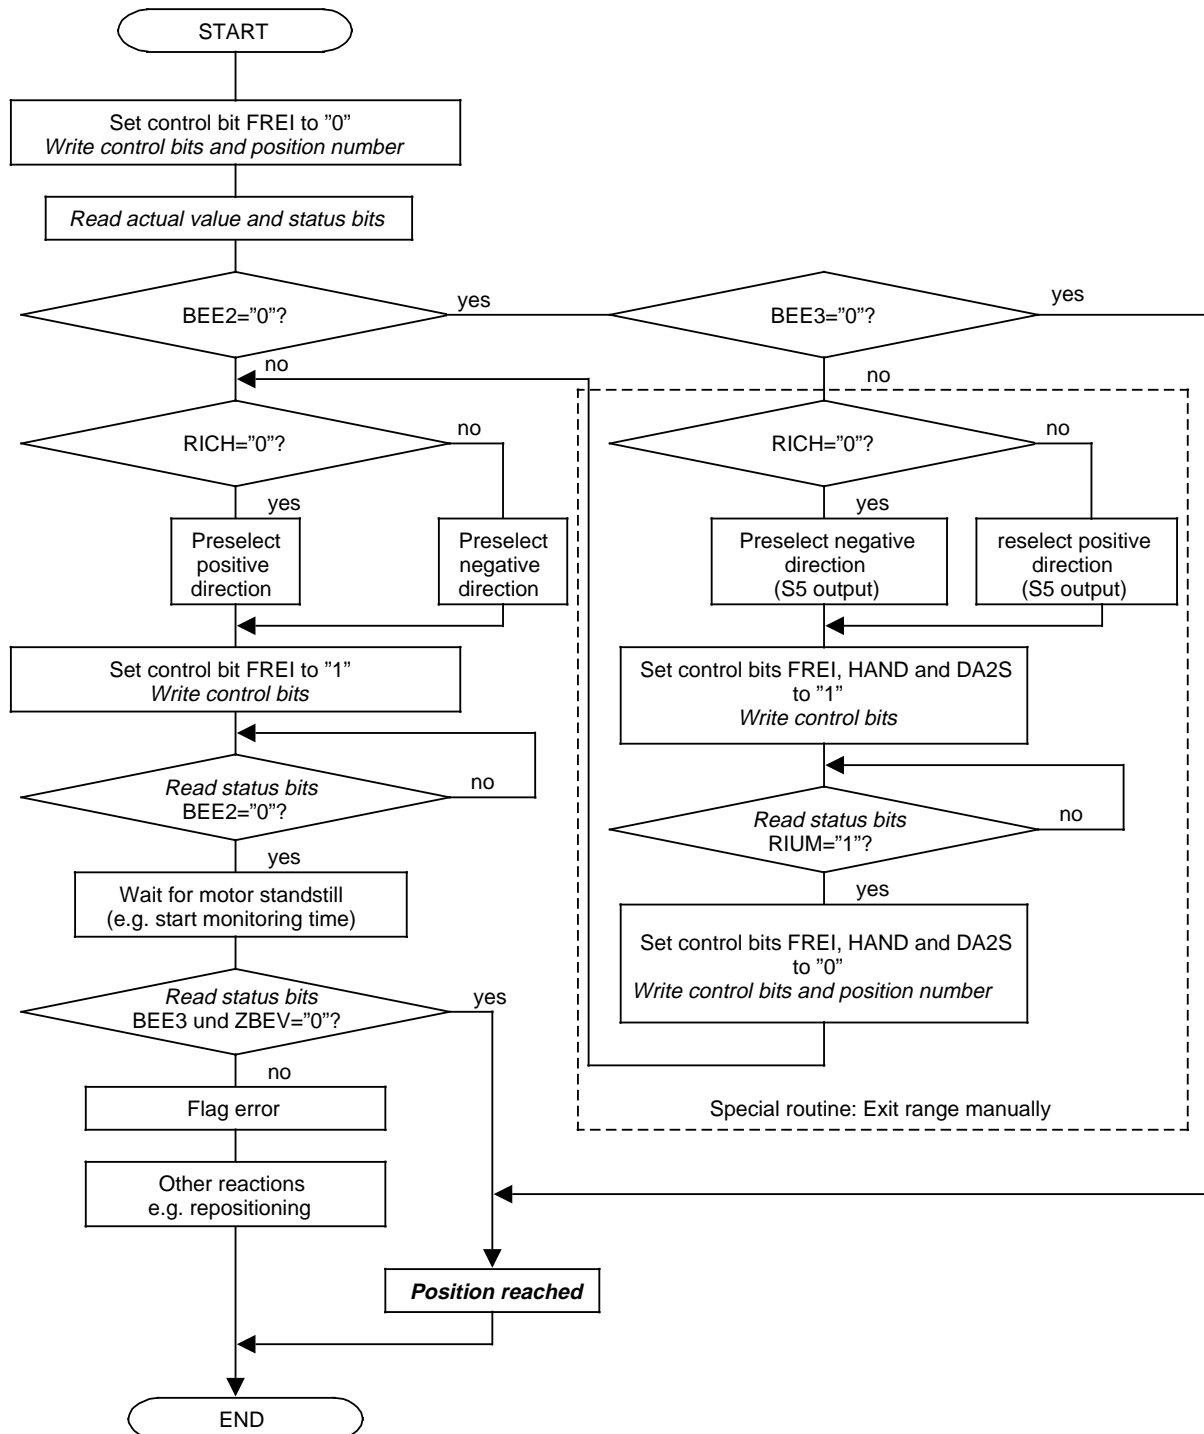 START
Set control bit FREI to ”0”
Write control bits and position number
Read actual value and status bits
BEE2=”0”?
yes
BEE3=”0”?
yes
no
no
RICH=”0”?
no
RICH=”0”?
no
yes
yes
Preselect
positive
direction
Preselect
negative
direction
Preselect negative
direction
(S5 output)
reselect positive
direction
(S5 output)
Set control bit FREI to ”1”
Write control bits
Set control bits FREI, HAND and DA2S
to ”1”
Write control bits
Read status bits
BEE2=”0”?
no
Read status bits
RIUM=”1”?
no
yes
yes
Wait for motor standstill
(e.g. start monitoring time)
Set control bits FREI, HAND and DA2S
to ”0”
Write control bits and position number
Read status bits
BEE3 und ZBEV=”0”?
yes
no
Flag error
Special routine: Exit range manually
Other reactions
e.g. repositioning
Position reached
END